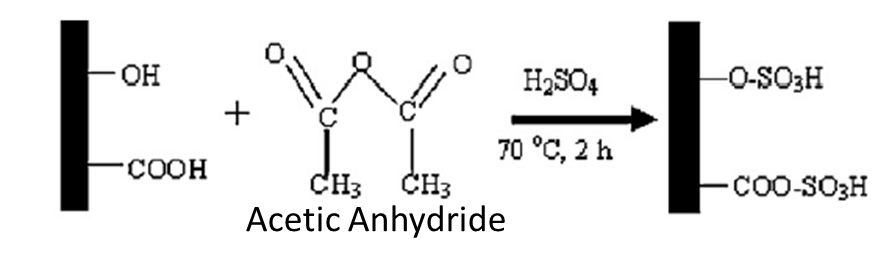 OH
COOH
+
O
O
O
C
C
CH₃
CH₃
Acetic Anhydride
H₂SO₄
70 °C, 2 h
O-SO₃H
COO-SO₃H